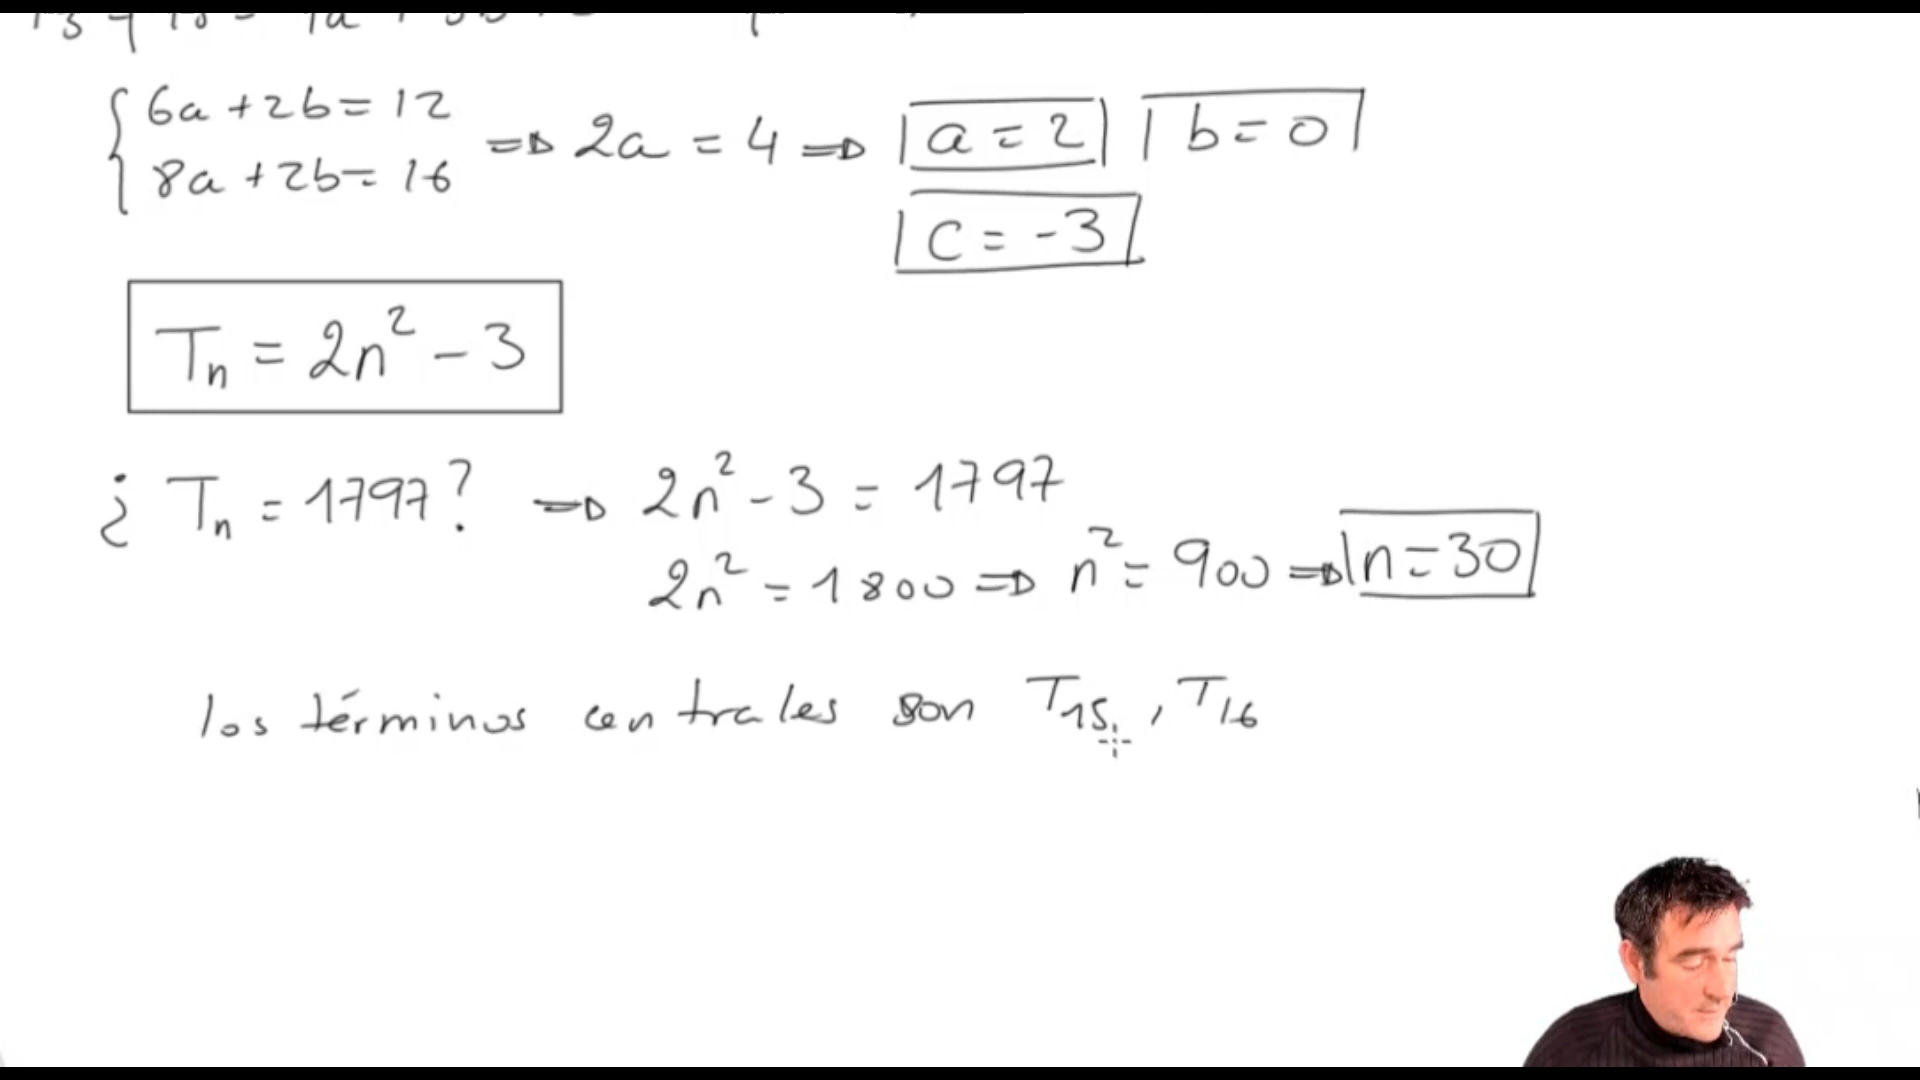 { 6a + 2b = 12
8a + 2b = 16 ⇒ 2a = 4 ⇒ a = 2 b = 0
c = -3
Tₙ = 2n² - 3
¿ Tₙ = 1797? ⇒ 2n² - 3 = 1797
2n² = 1800 ⇒ n² = 900 ⇒ n = 30
los términos centrales son T₁₅, T₁₆